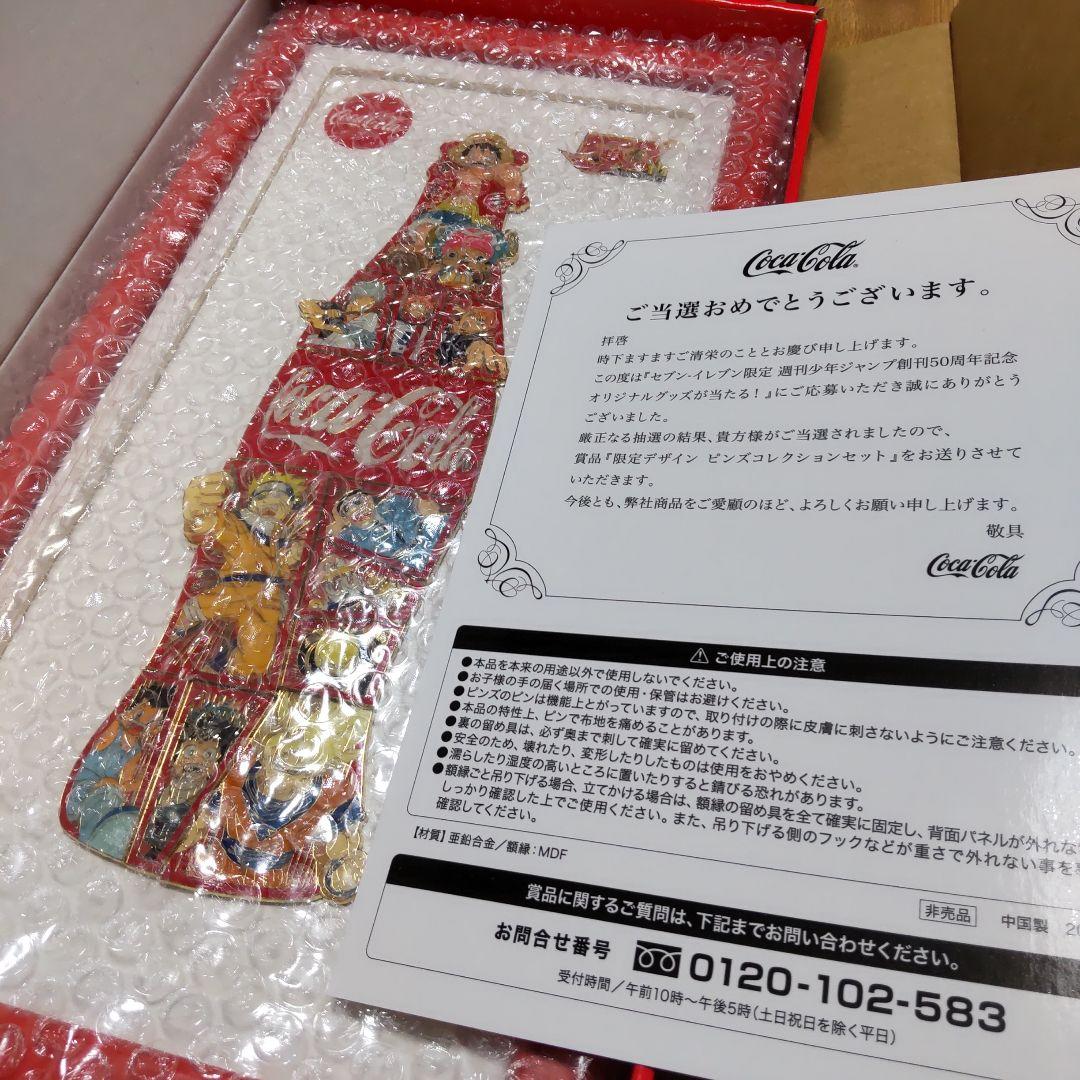 Coca-Cola
Coca-Cola
Coca-Cola
ご当選おめでとうございます。
拝啓
時下ますますご清栄のこととお慶び申し上げます。
この度は『セブン-イレブン限定 週刊少年ジャンプ創刊50周年記念
オリジナルグッズが当たる!』にご応募いただき誠にありがとう
ございました。
厳正なる抽選の結果、貴方様がご当選されましたので、
賞品『限定デザイン ピンズコレクションセット』をお送りさせて
いただきます。
今後とも、弊社商品をご愛顧のほど、よろしくお願い申し上げます。
敬具
Coca-Cola
⚠ ご使用上の注意
●本品を本来の用途以外で使用しないでください。
●お子様の手の届く場所での使用・保管はお避けください。
●ピンズのピンは機能上とがっていますので、取り付けの際に皮膚に刺さないようにご注意ください。
●本品の特性上、ピンで布地を痛めることがあります。
●裏の留め具は、必ず奥まで刺して確実に留めてください。
●安全のため、壊れたり、変形したりしたものは使用をおやめください。
●濡らしたり湿度の高いところに置いたりすると錆びる恐れがあります。
●額縁ごと吊り下げる場合、立てかける場合は、額縁の留め具を全て確実に固定し、背面パネルが外れな
しっかり確認した上でご使用ください。また、吊り下げる側のフックなどが重さで外れない事を
確認してください。
【材質】亜鉛合金/額縁:MDF
非売品 中国製 20
賞品に関するご質問は、下記までお問い合わせください。
お問合せ番号 0120-102-583
受付時間/午前10時~午後5時(土日祝日を除く平日)